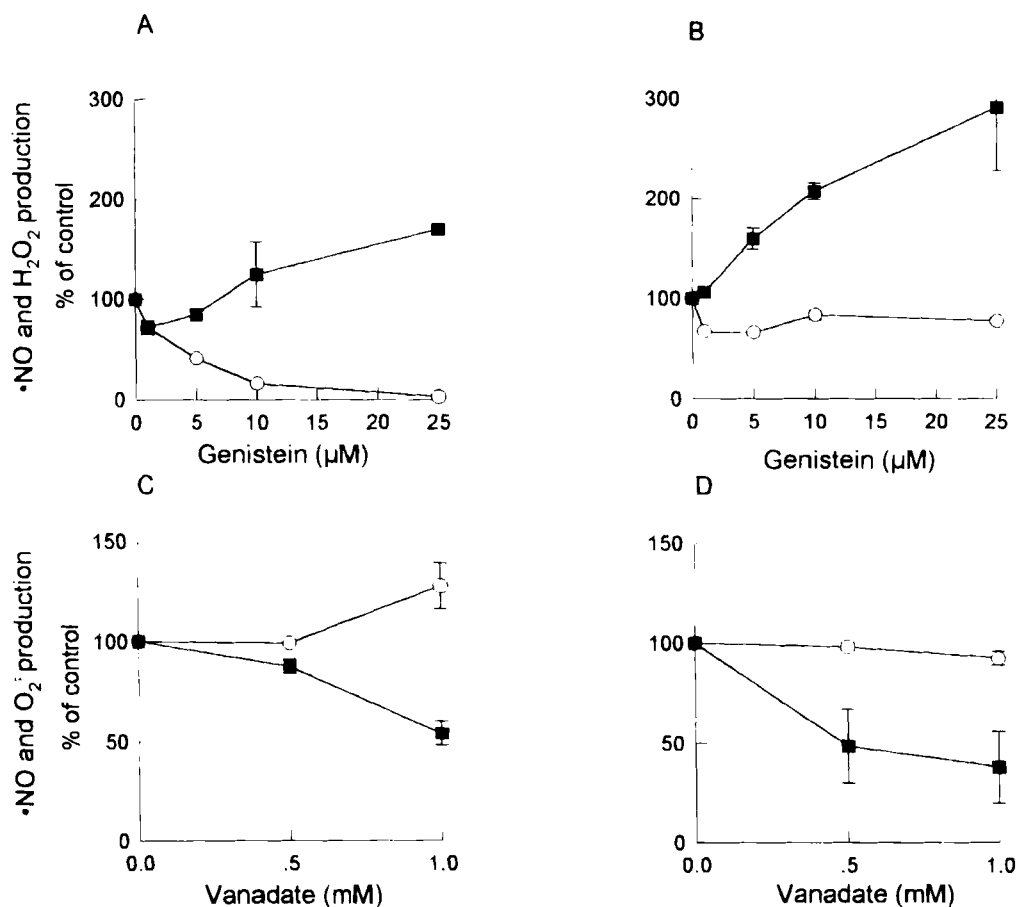 A
B
•NO and H₂O₂ production
% of control
300
200
100
0
0 5 10 15 20 25
Genistein (µM)
300
200
100
0
0 5 10 15 20 25
Genistein (µM)
C
D
•NO and O₂⁻ production
% of control
150
100
50
0
0.0 .5 1.0
Vanadate (mM)
150
100
50
0
0.0 .5 1.0
Vanadate (mM)